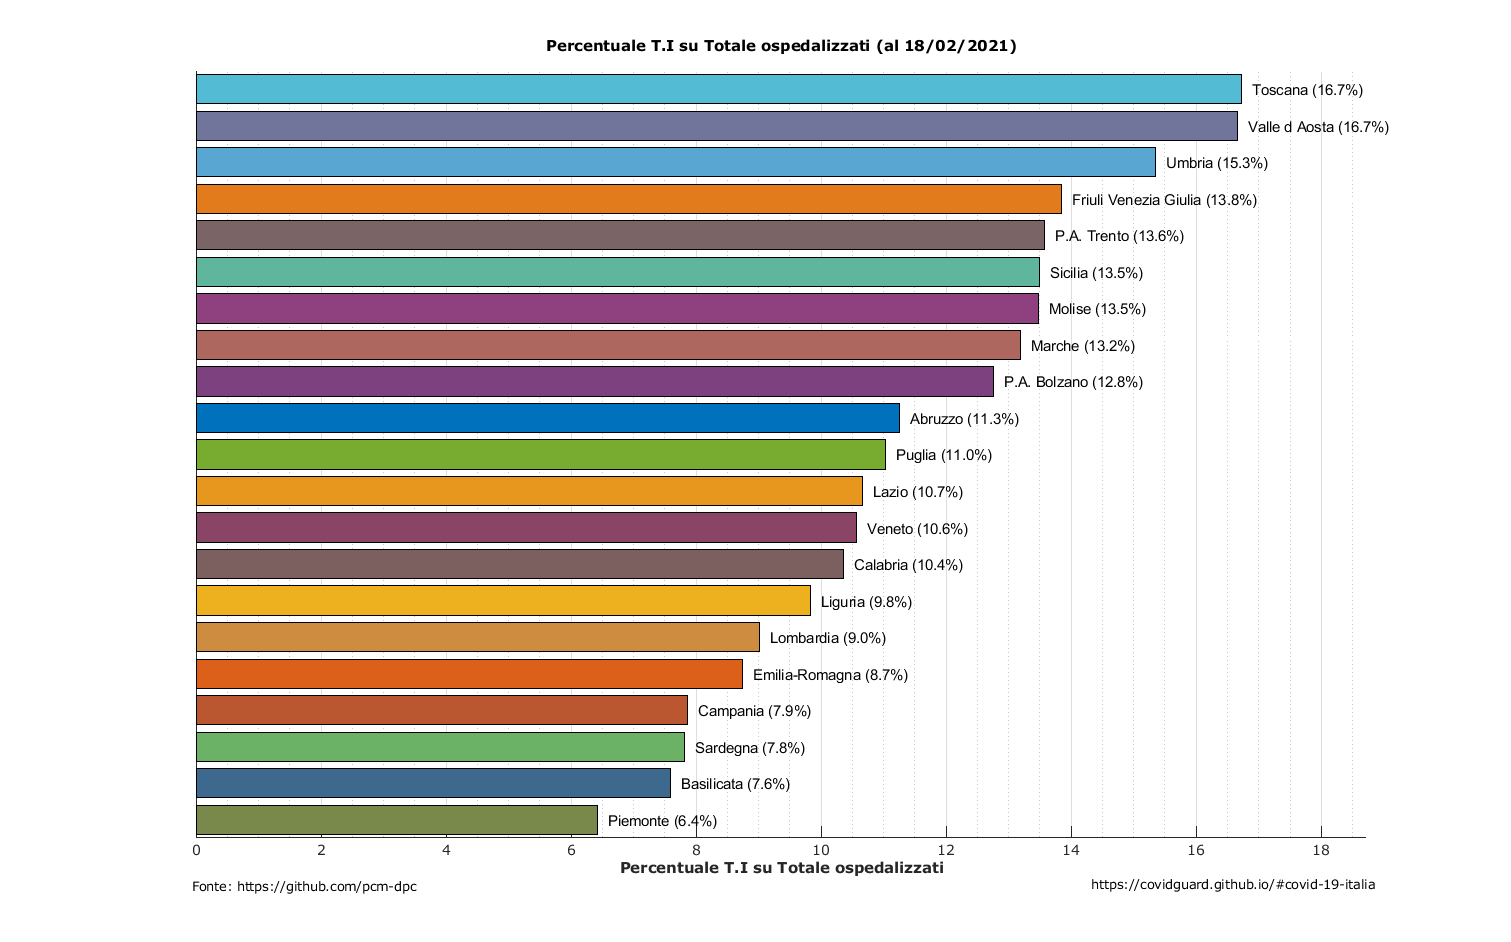 Percentuale T.I su Totale ospedalizzati (al 18/02/2021)
Toscana (16.7%)
Valle d Aosta (16.7%)
Umbria (15.3%)
Friuli Venezia Giulia (13.8%)
P.A. Trento (13.6%)
Sicilia (13.5%)
Molise (13.5%)
Marche (13.2%)
P.A. Bolzano (12.8%)
Abruzzo (11.3%)
Puglia (11.0%)
Lazio (10.7%)
Veneto (10.6%)
Calabria (10.4%)
Liguria (9.8%)
Lombardia (9.0%)
Emilia-Romagna (8.7%)
Campania (7.9%)
Sardegna (7.8%)
Basilicata (7.6%)
Piemonte (6.4%)
0 2 4 6 8 10 12 14 16 18
Percentuale T.I su Totale ospedalizzati
Fonte: https://github.com/pcm-dpc
https://covidguard.github.io/#covid-19-italia